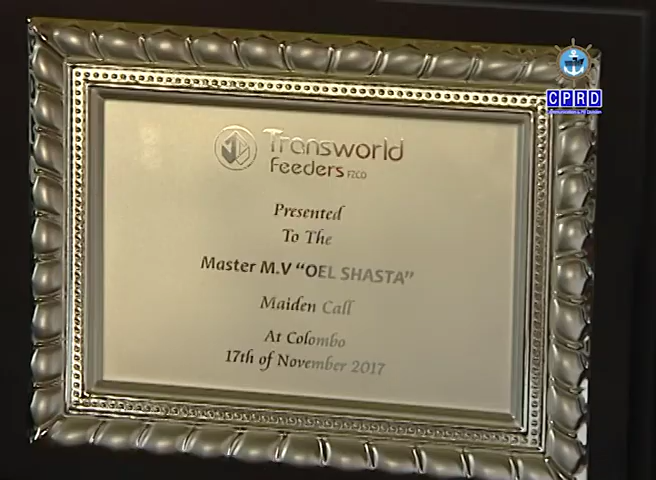 CPRD
Transworld
Feeders FZCO
Presented
To The
Master M.V "OEL SHASTA"
Maiden Call
At Colombo
17th of November 2017